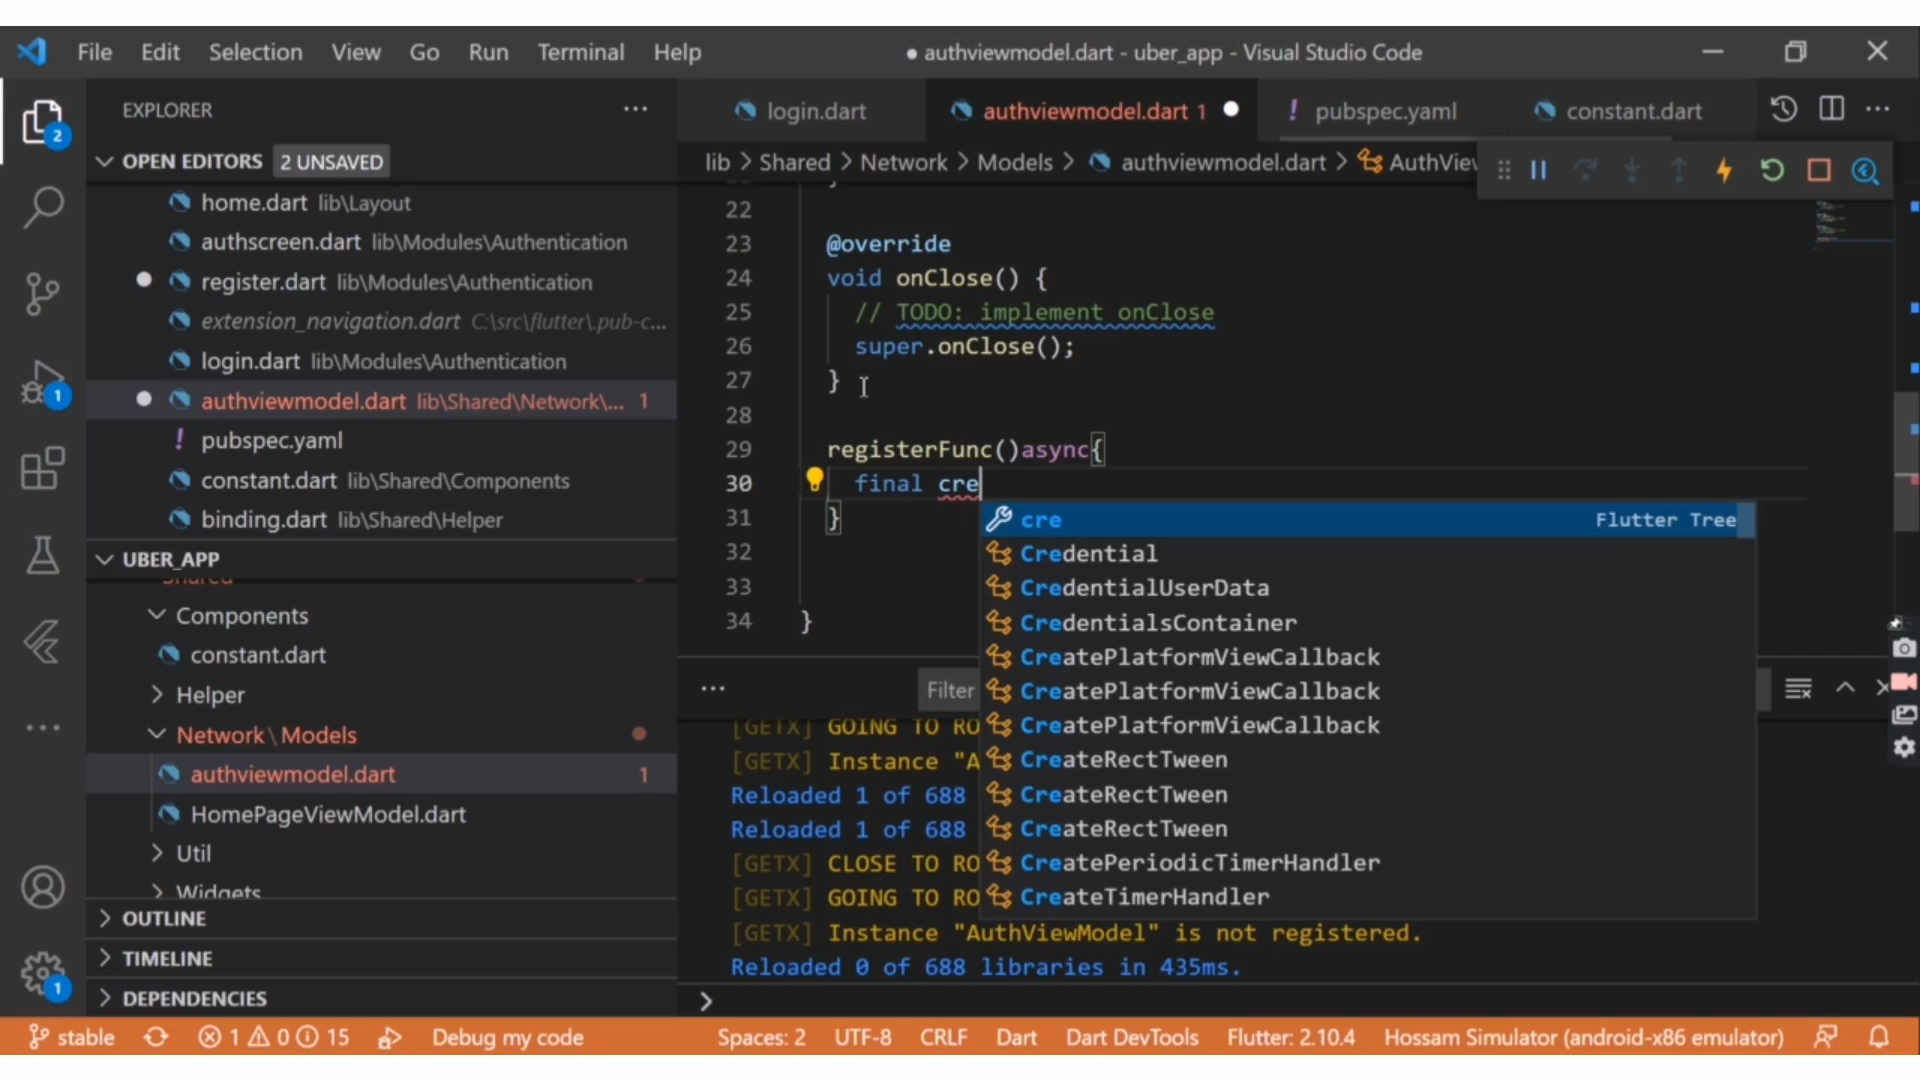 File Edit Selection View Go Run Terminal Help ● authviewmodel.dart - uber_app - Visual Studio Code
EXPLORER
login.dart authviewmodel.dart 1 ! pubspec.yaml constant.dart
OPEN EDITORS 2 UNSAVED
lib > Shared > Network > Models > authviewmodel.dart > AuthView
home.dart lib\Layout
authscreen.dart lib\Modules\Authentication
register.dart lib\Modules\Authentication
extension_navigation.dart C:\src\flutter\.pub-c...
login.dart lib\Modules\Authentication
authviewmodel.dart lib\Shared\Network\... 1
! pubspec.yaml
constant.dart lib\Shared\Components
binding.dart lib\Shared\Helper
UBER_APP
Shared
Components
constant.dart
Helper
Network \ Models
authviewmodel.dart 1
HomePageViewModel.dart
Util
Widgets
OUTLINE
TIMELINE
DEPENDENCIES
2
1
1
22
23 @override
24 void onClose() {
25 // TODO: implement onClose
26 super.onClose();
27 }
28
29 registerFunc()async{
30 final cre
31 }
32
33
34 }
cre Flutter Tree
Credential
CredentialUserData
CredentialsContainer
CreatePlatformViewCallback
CreatePlatformViewCallback
CreatePlatformViewCallback
CreateRectTween
CreateRectTween
CreateRectTween
CreatePeriodicTimerHandler
CreateTimerHandler
Filter
[GETX] GOING TO RO
[GETX] Instance "A
Reloaded 1 of 688
Reloaded 1 of 688
[GETX] CLOSE TO RO
[GETX] GOING TO RO
[GETX] Instance "AuthViewModel" is not registered.
Reloaded 0 of 688 libraries in 435ms.
stable 1 0 15 Debug my code Spaces: 2 UTF-8 CRLF Dart Dart DevTools Flutter: 2.10.4 Hossam Simulator (android-x86 emulator)